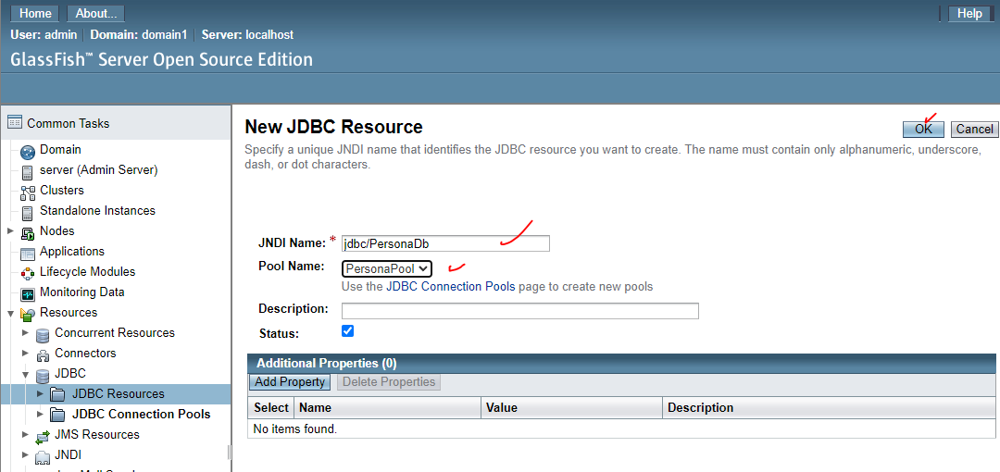 Home About... Help
User: admin Domain: domain1 Server: localhost
GlassFish™ Server Open Source Edition
Common Tasks
Domain
server (Admin Server)
Clusters
Standalone Instances
Nodes
Applications
Lifecycle Modules
Monitoring Data
Resources
Concurrent Resources
Connectors
JDBC
JDBC Resources
JDBC Connection Pools
JMS Resources
JNDI
New JDBC Resource
OK Cancel
Specify a unique JNDI name that identifies the JDBC resource you want to create. The name must contain only alphanumeric, underscore,
dash, or dot characters.
JNDI Name: * jdbc/PersonaDb
Pool Name: PersonaPool
Use the JDBC Connection Pools page to create new pools
Description:
Status:
Additional Properties (0)
Add Property Delete Properties
Select Name Value Description
No items found.